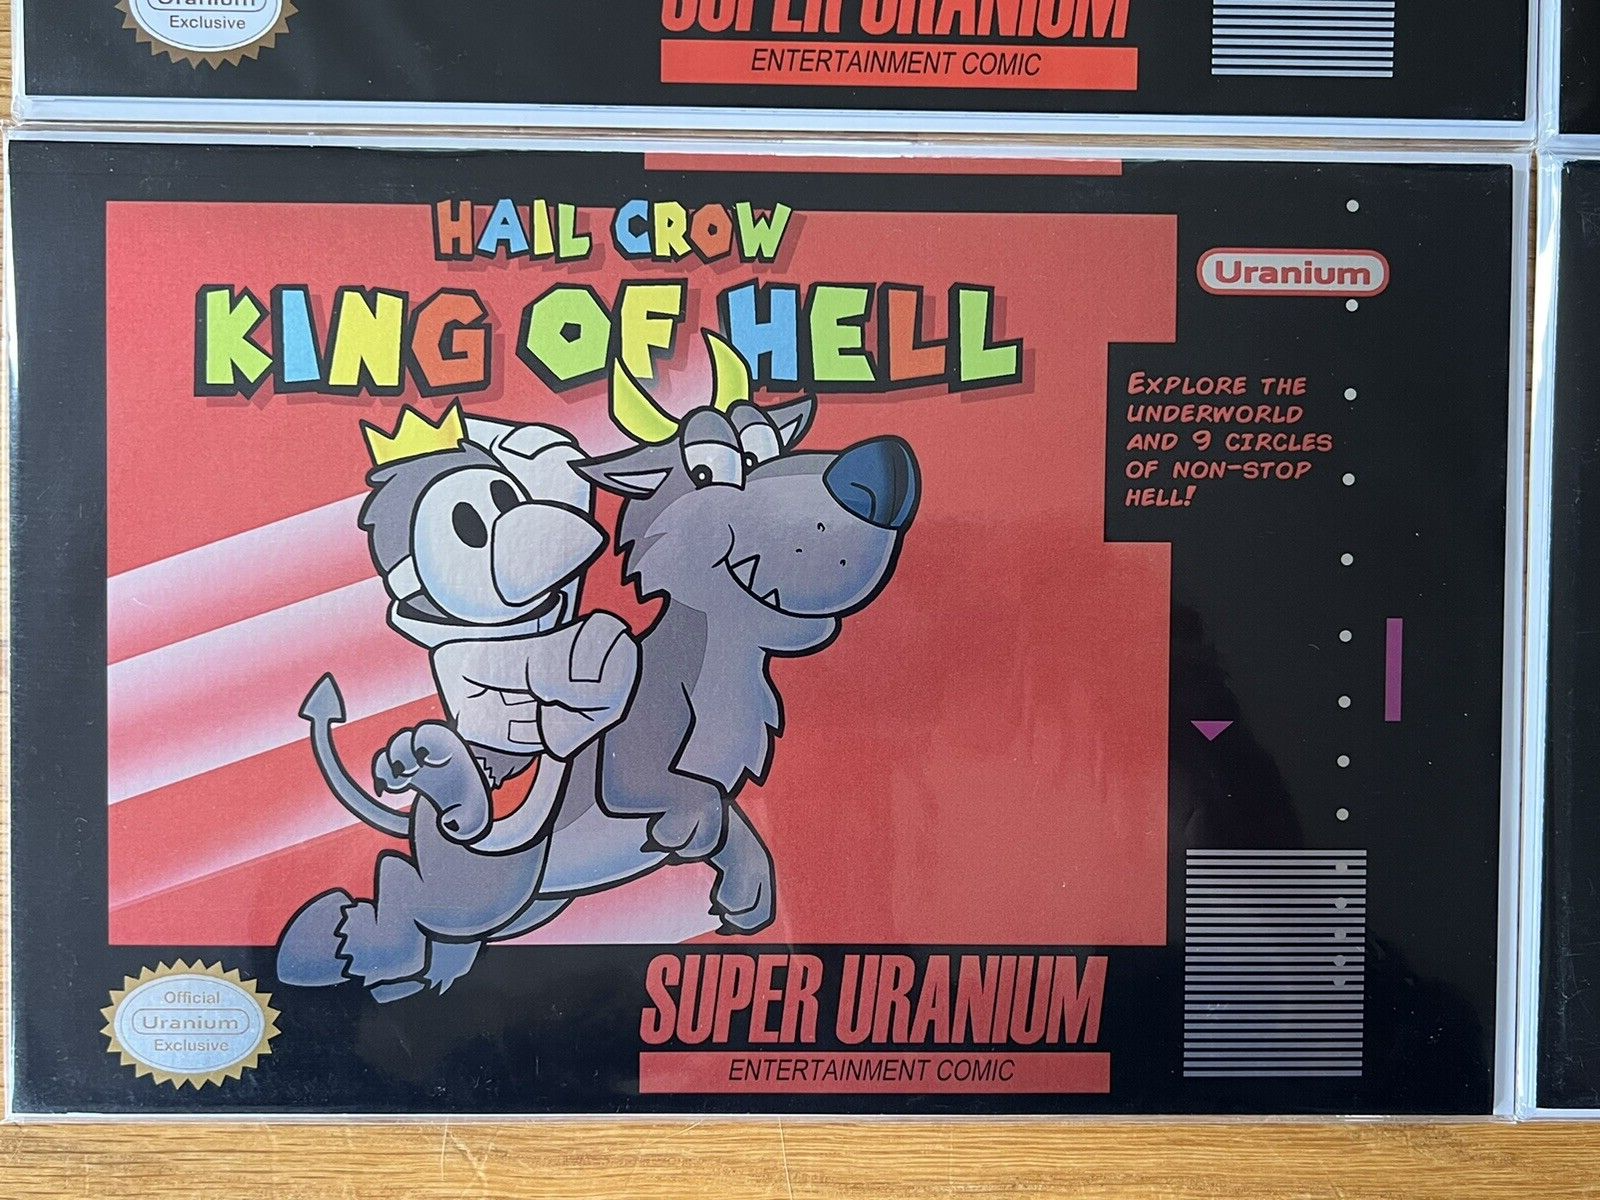 Uranium
Exclusive
SUPER URANIUM
ENTERTAINMENT COMIC
HAIL CROW
KING OF HELL
Uranium
EXPLORE THE
UNDERWORLD
AND 9 CIRCLES
OF NON-STOP
HELL!
Official
Uranium
Exclusive
SUPER URANIUM
ENTERTAINMENT COMIC